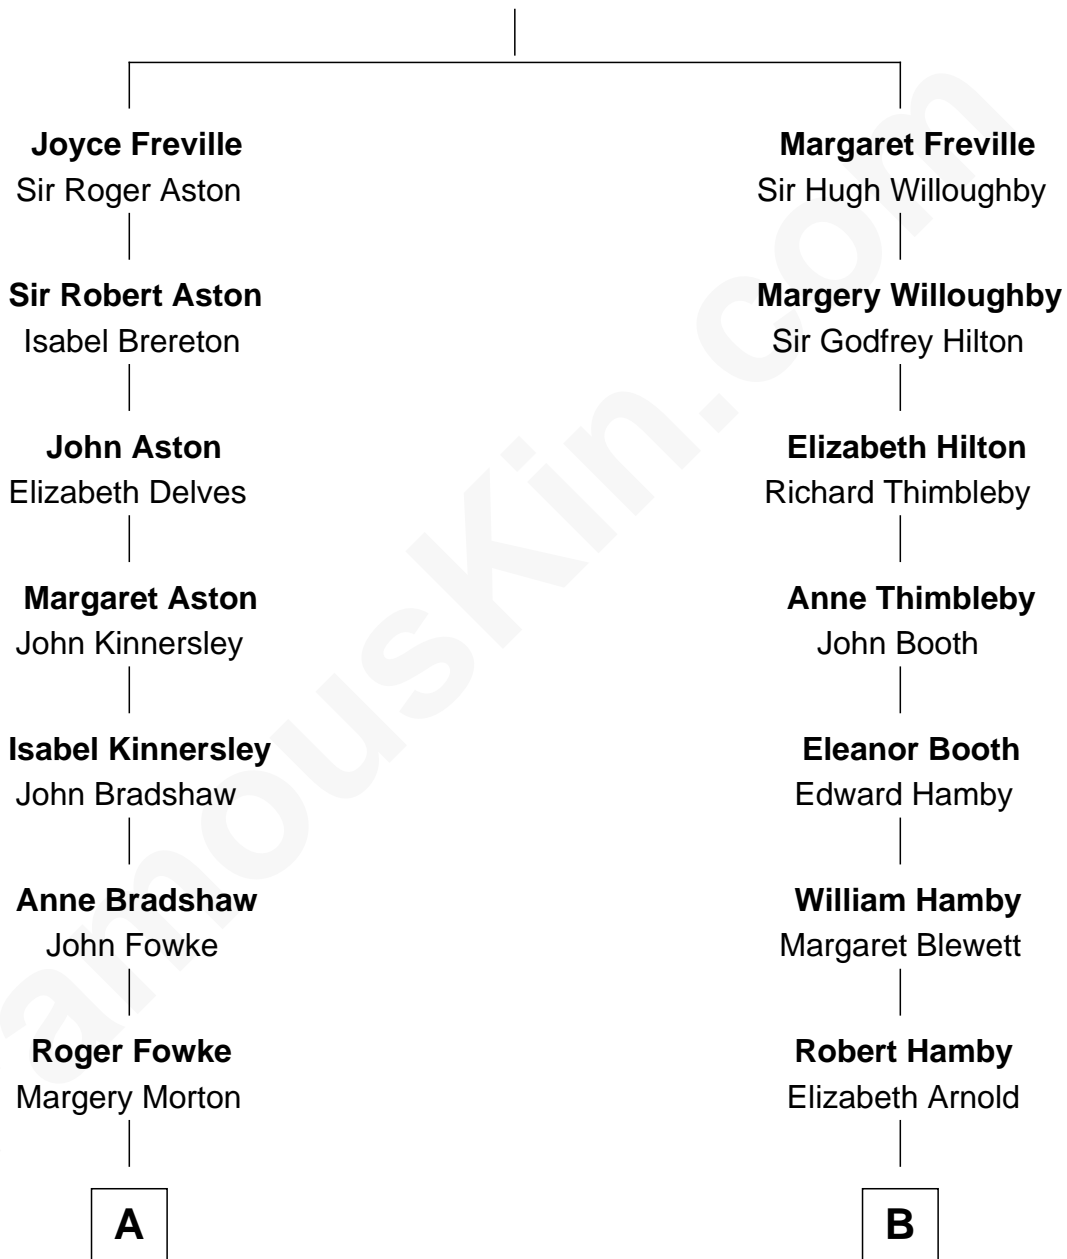 Joyce Freville
Sir Roger Aston
Sir Robert Aston
Isabel Brereton
John Aston
Elizabeth Delves
Margaret Aston
John Kinnersley
Isabel Kinnersley
John Bradshaw
Anne Bradshaw
John Fowke
Roger Fowke
Margery Morton
A
Margaret Freville
Sir Hugh Willoughby
Margery Willoughby
Sir Godfrey Hilton
Elizabeth Hilton
Richard Thimbleby
Anne Thimbleby
John Booth
Eleanor Booth
Edward Hamby
William Hamby
Margaret Blewett
Robert Hamby
Elizabeth Arnold
B
amousKin.com